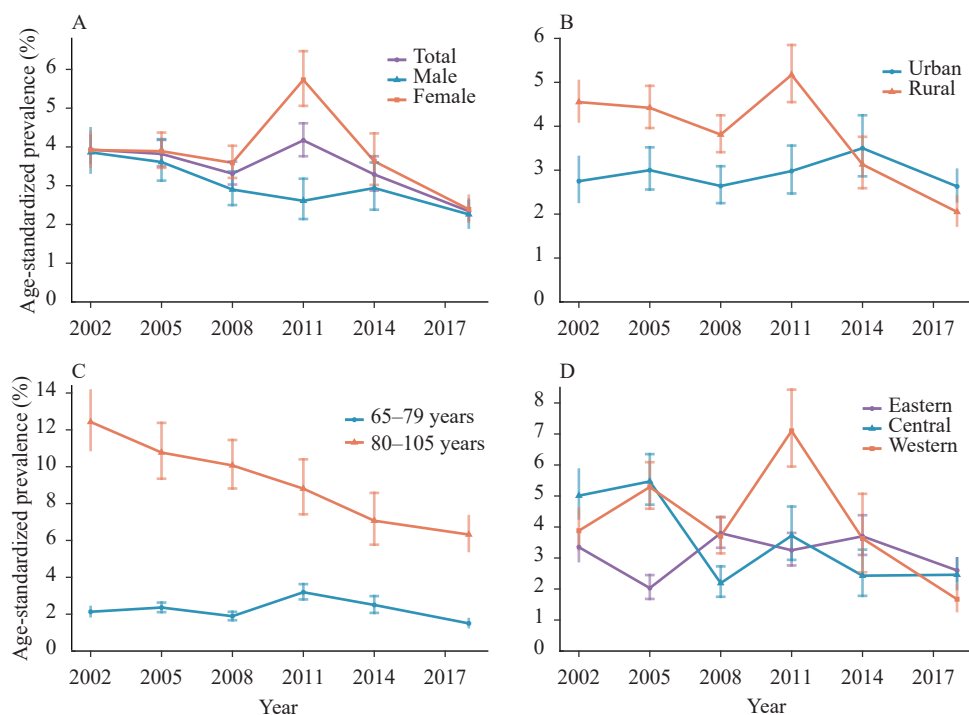 A
Age-standardized prevalence (%)
6
5
4
3
2
1
0
Total
Male
Female
2002 2005 2008 2011 2014 2017
B
6
5
4
3
2
1
0
Urban
Rural
2002 2005 2008 2011 2014 2017
C
Age-standardized prevalence (%)
14
12
10
8
6
4
2
0
65–79 years
80–105 years
2002 2005 2008 2011 2014 2017
Year
D
8
7
6
5
4
3
2
1
0
Eastern
Central
Western
2002 2005 2008 2011 2014 2017
Year